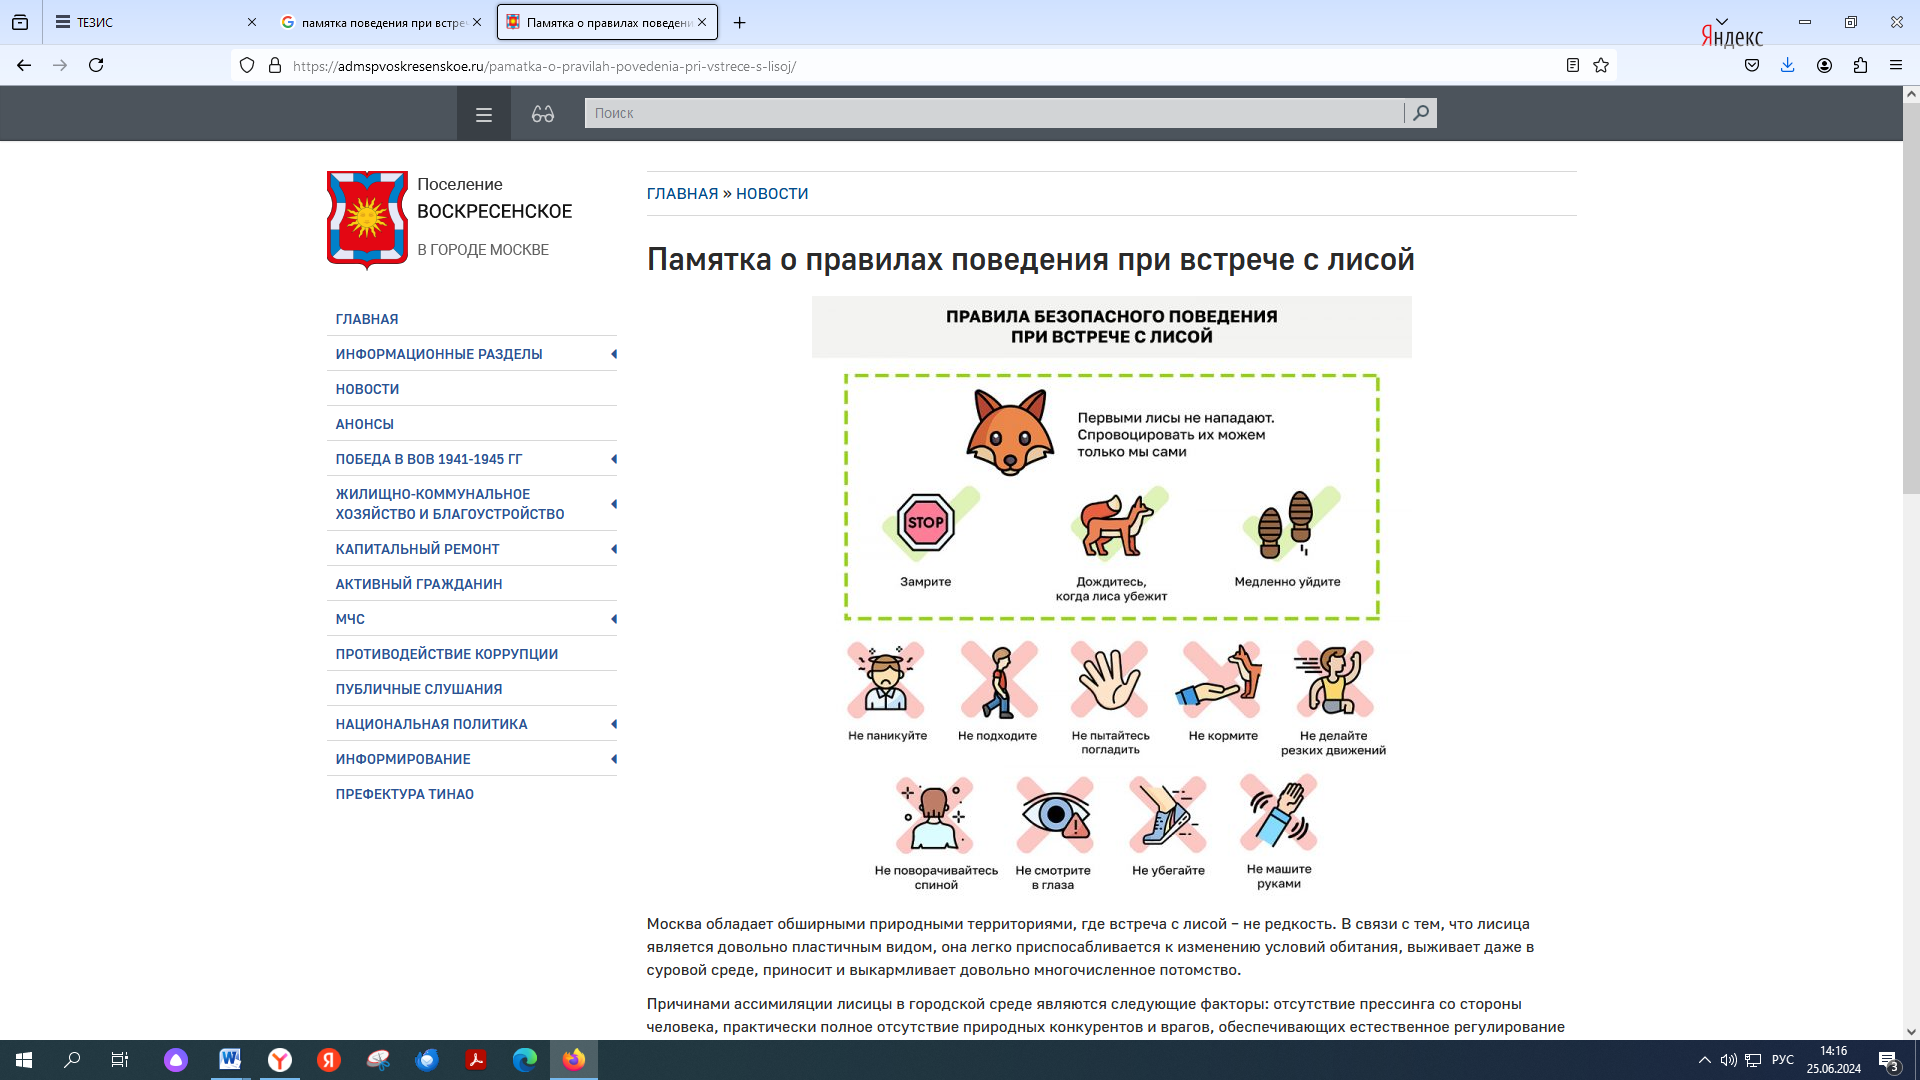 ТЕЗИС
памятка поведения при встре
Памятка о правилах поведени
Яндекс
https://admspvoskresenskoe.ru/pamatka-o-pravilah-povedenia-pri-vstrece-s-lisoj/
Поиск
Поселение
ВОСКРЕСЕНСКОЕ
В ГОРОДЕ МОСКВЕ
ГЛАВНАЯ
ИНФОРМАЦИОННЫЕ РАЗДЕЛЫ
НОВОСТИ
АНОНСЫ
ПОБЕДА В ВОВ 1941-1945 ГГ
ЖИЛИЩНО-КОММУНАЛЬНОЕ
ХОЗЯЙСТВО И БЛАГОУСТРОЙСТВО
КАПИТАЛЬНЫЙ РЕМОНТ
АКТИВНЫЙ ГРАЖДАНИН
МЧС
ПРОТИВОДЕЙСТВИЕ КОРРУПЦИИ
ПУБЛИЧНЫЕ СЛУШАНИЯ
НАЦИОНАЛЬНАЯ ПОЛИТИКА
ИНФОРМИРОВАНИЕ
ПРЕФЕКТУРА ТИНАО
ГЛАВНАЯ » НОВОСТИ
Памятка о правилах поведения при встрече с лисой
ПРАВИЛА БЕЗОПАСНОГО ПОВЕДЕНИЯ
ПРИ ВСТРЕЧЕ С ЛИСОЙ
Первыми лисы не нападают.
Спровоцировать их можем
только мы сами
STOP
Замрите
Дождитесь,
когда лиса убежит
Медленно уйдите
Не паникуйте
Не подходите
Не пытайтесь
погладить
Не кормите
Не делайте
резких движений
Не поворачивайтесь
спиной
Не смотрите
в глаза
Не убегайте
Не машите
руками
Москва обладает обширными природными территориями, где встреча с лисой – не редкость. В связи с тем, что лисица
является довольно пластичным видом, она легко приспосабливается к изменению условий обитания, выживает даже в
суровой среде, приносит и выкармливает довольно многочисленное потомство.
Причинами ассимиляции лисицы в городской среде являются следующие факторы: отсутствие прессинга со стороны
человека, практически полное отсутствие природных конкурентов и врагов, обеспечивающих естественное регулирование
РУС
14:16
25.06.2024
3